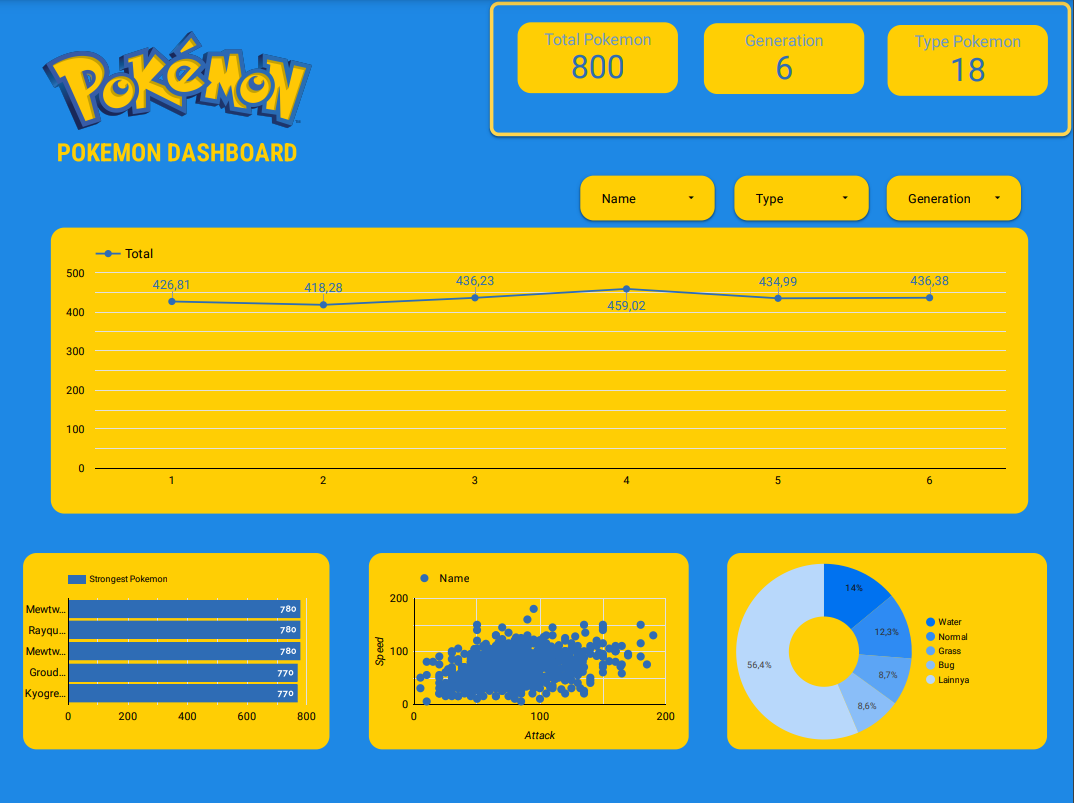 POKéMON
™
POKEMON DASHBOARD
Total Pokemon
800
Generation
6
Type Pokemon
18
Name
Type
Generation
Total
500
400
300
200
100
0
426,81
418,28
436,23
459,02
434,99
436,38
1 2 3 4 5 6
Strongest Pokemon
Mewtw... 780
Rayqu... 780
Mewtw... 780
Groud... 770
Kyogre... 770
0 200 400 600 800
Name
Speed
200
100
0
0 100 200
Attack
14%
12,3%
8,7%
8,6%
56,4%
Water
Normal
Grass
Bug
Lainnya